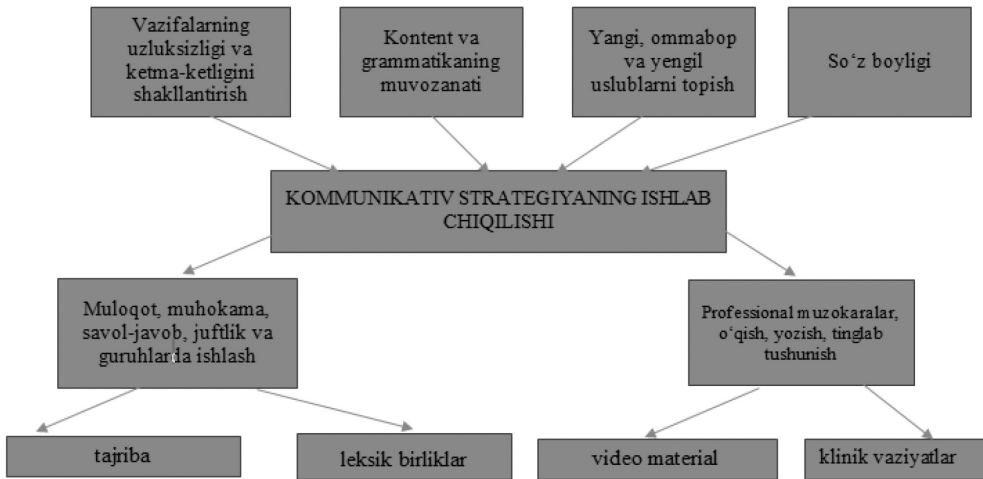 Vazifalarning
uzluksizligi va
ketma-ketligini
shakllantirish
Kontent va
grammatikaning
muvozanati
Yangi, ommabop
va yengil
uslublarni topish
So‘z boyligi
KOMMUNIKATIV STRATEGIYANING ISHLAB
CHIQILISHI
Muloqot, muhokama,
savol-javob, juftlik va
guruhlarda ishlash
Professional muzokaralar,
o‘qish, yozish, tinglab
tushunish
tajriba
leksik birliklar
video material
klinik vaziyatlar